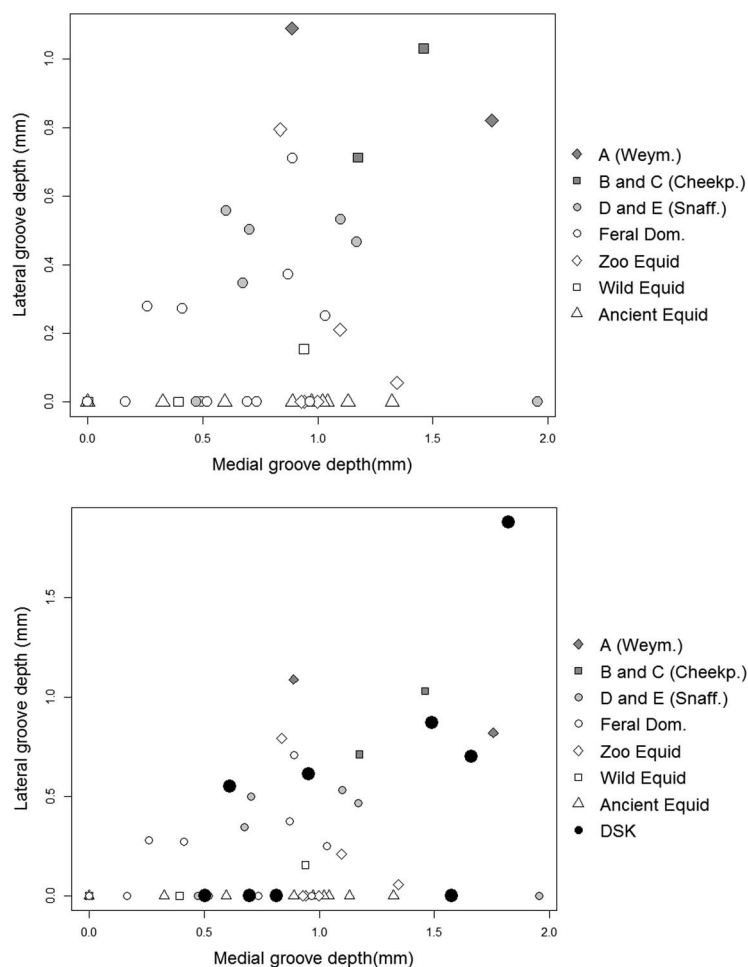 1.0
0.8
0.6
0.4
0.2
0.0
Lateral groove depth (mm)
0.0 0.5 1.0 1.5 2.0
Medial groove depth(mm)
A (Weym.)
B and C (Cheekp.)
D and E (Snaff.)
Feral Dom.
Zoo Equid
Wild Equid
Ancient Equid
1.5
1.0
0.5
0.0
Lateral groove depth (mm)
0.0 0.5 1.0 1.5 2.0
Medial groove depth(mm)
A (Weym.)
B and C (Cheekp.)
D and E (Snaff.)
Feral Dom.
Zoo Equid
Wild Equid
Ancient Equid
DSK